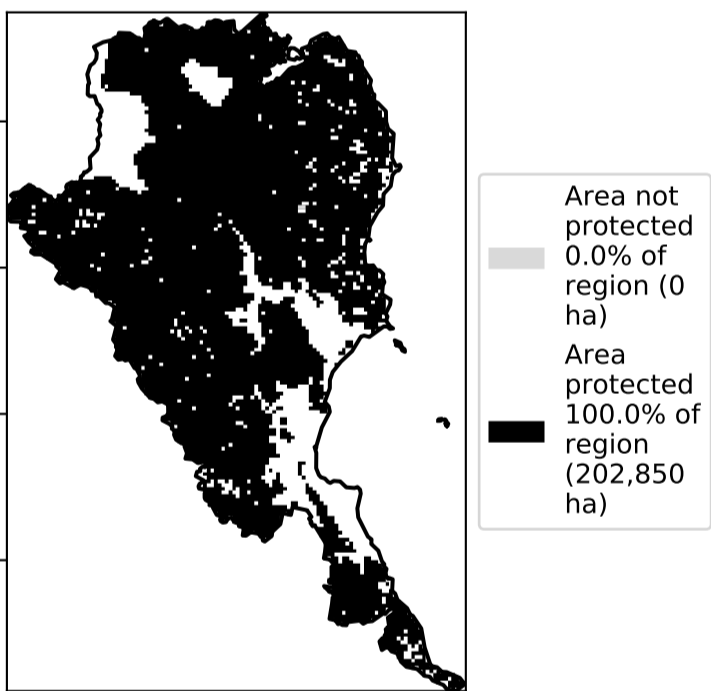 Area not
protected
0.0% of
region (0
ha)
Area
protected
100.0% of
region
(202,850
ha)